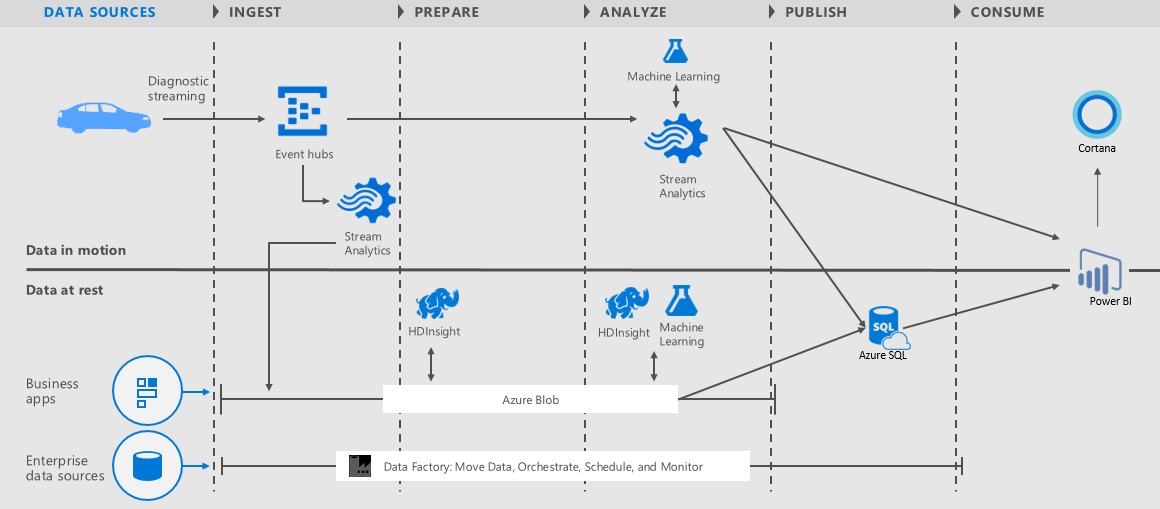 DATA SOURCES
INGEST
PREPARE
ANALYZE
PUBLISH
CONSUME
Diagnostic
streaming
Event hubs
Stream
Analytics
Machine Learning
Stream
Analytics
Cortana
Data in motion
Data at rest
HDInsight
HDInsight
Machine
Learning
SQL
Azure SQL
Power BI
Business
apps
Azure Blob
Enterprise
data sources
Data Factory: Move Data, Orchestrate, Schedule, and Monitor